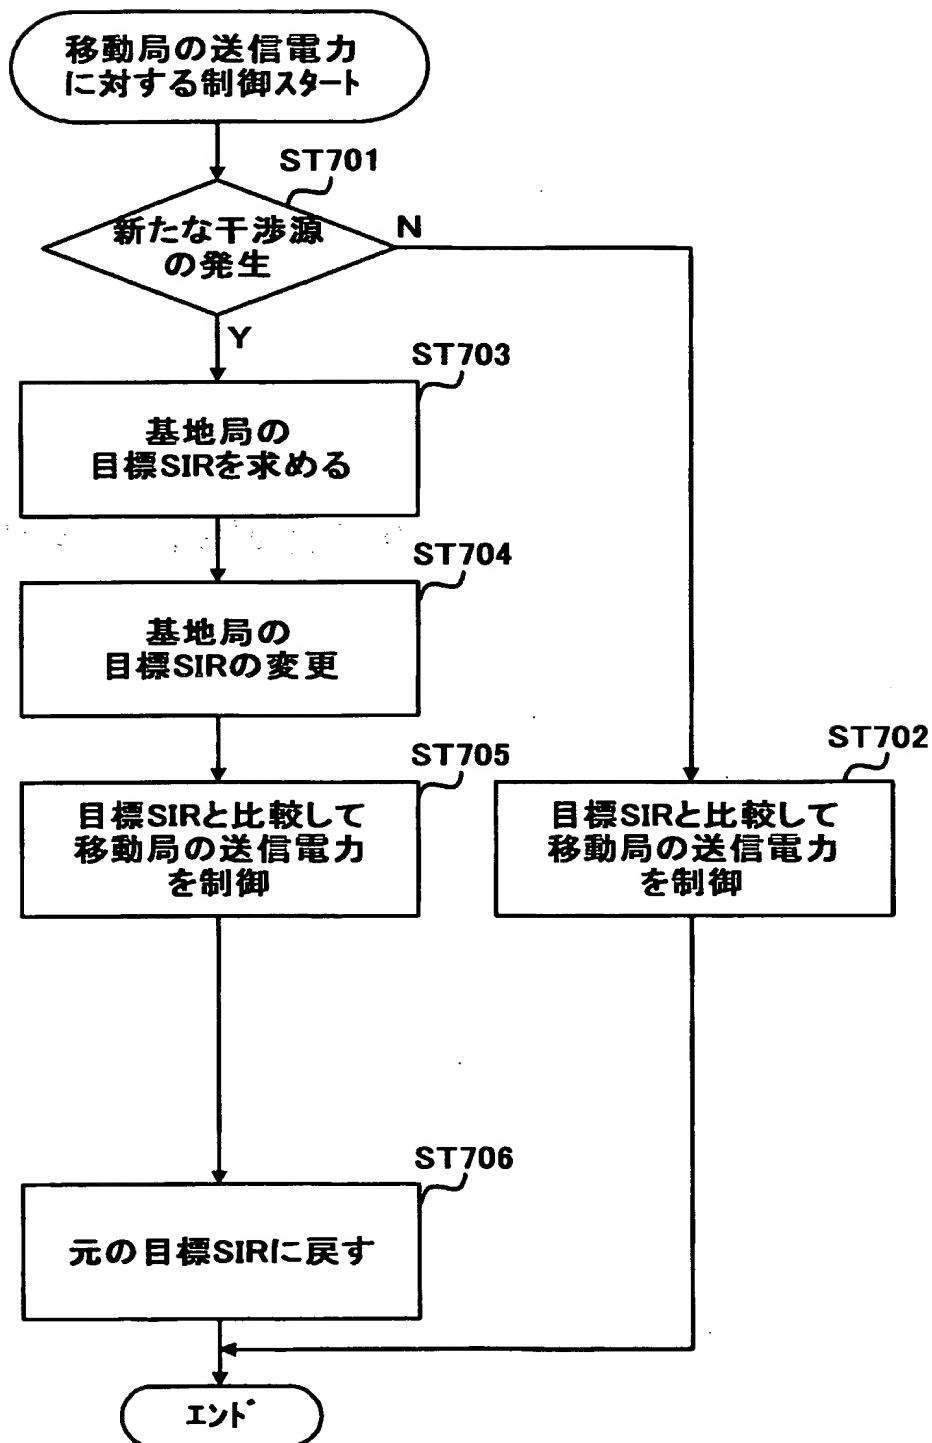 移動局の送信電力
に対する制御スタート
ST701
新たな干渉源
の発生
N
Y
ST703
基地局の
目標SIRを求める
ST704
基地局の
目標SIRの変更
ST705
目標SIRと比較して
移動局の送信電力
を制御
ST702
目標SIRと比較して
移動局の送信電力
を制御
ST706
元の目標SIRに戻す
エンド